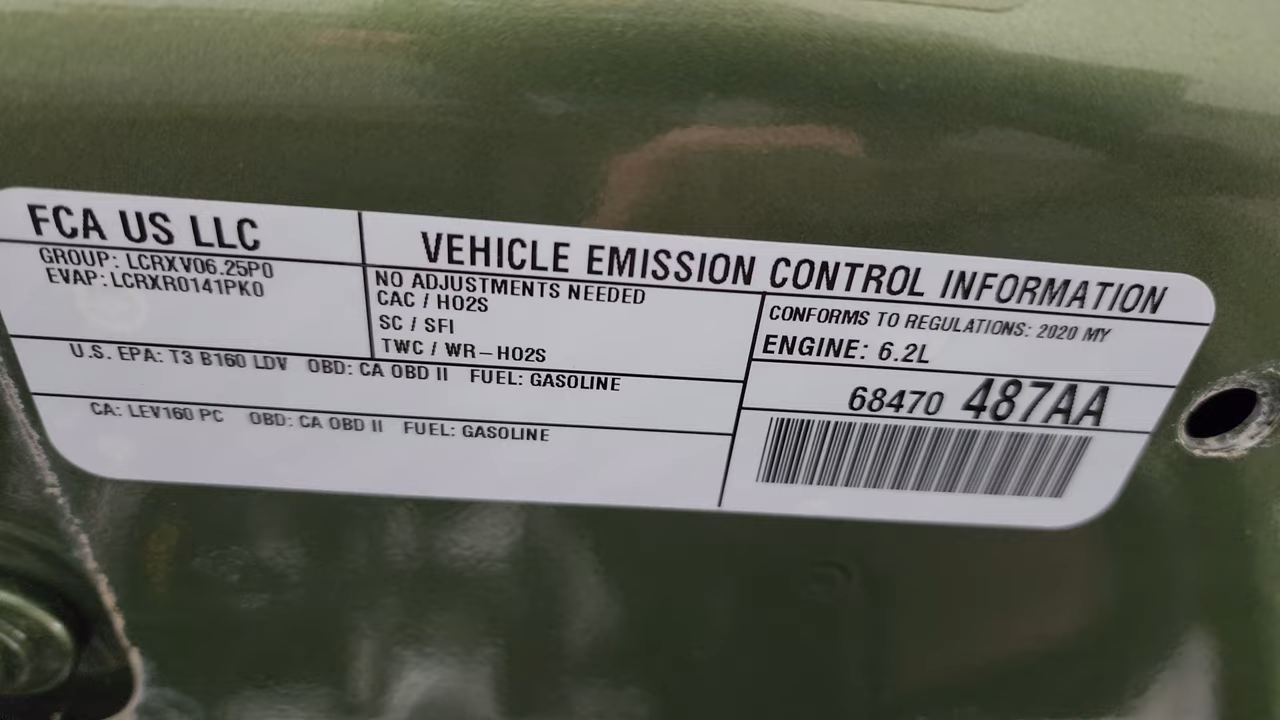 FCA US LLC
GROUP: LCRXV06.25P0
EVAP: LCRXR0141PK0
VEHICLE EMISSION CONTROL INFORMATION
NO ADJUSTMENTS NEEDED
CAC / HO2S
SC / SFI
TWC / WR-HO2S
CONFORMS TO REGULATIONS: 2020 MY
ENGINE: 6.2L
U.S. EPA: T3 B160 LDV OBD: CA OBD II FUEL: GASOLINE
CA: LEV160 PC OBD: CA OBD II FUEL: GASOLINE
68470 487AA